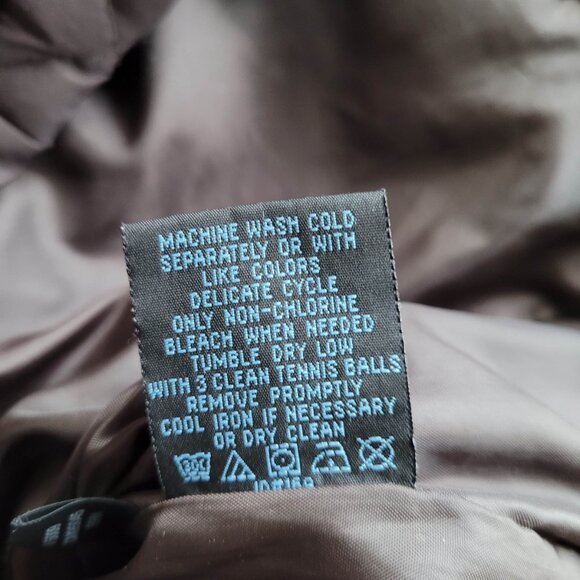 MACHINE WASH COLD
SEPARATELY OR WITH
LIKE COLORS
DELICATE CYCLE
ONLY NON-CHLORINE
BLEACH WHEN NEEDED
TUMBLE DRY LOW
WITH 3 CLEAN TENNIS BALLS
REMOVE PROMPTLY
COOL IRON IF NECESSARY
OR DRY CLEAN